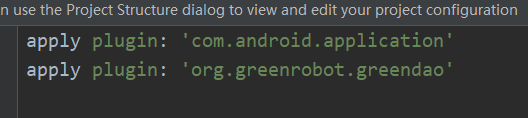 n use the Project Structure dialog to view and edit your project configuration
apply plugin: 'com.android.application'
apply plugin: 'org.greenrobot.greendao'